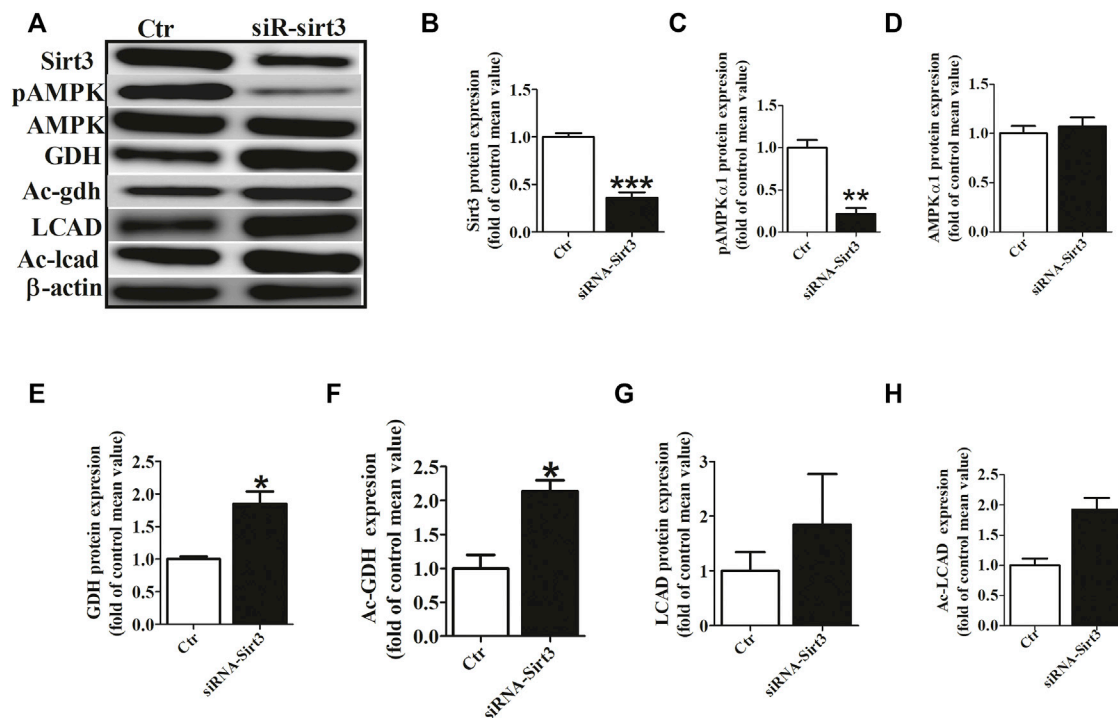 A
Ctr siR-sirt3
Sirt3
pAMPK
AMPK
GDH
Ac-gdh
LCAD
Ac-lcad
β-actin
B
Sirt3 protein expresion
(fold of control mean value)
1.5
1.0
0.5
0.0
***
Ctr
siRNA-Sirt3
C
pAMPKα1 protein expresion
(fold of control mean value)
1.5
1.0
0.5
0.0
**
Ctr
siRNA-Sirt3
D
AMPKα1 protein expresion
(fold of control mean value)
1.5
1.0
0.5
0.0
Ctr
siRNA-Sirt3
E
GDH protein expresion
(fold of control mean value)
2.5
2.0
1.5
1.0
0.5
0.0
*
Ctr
siRNA-Sirt3
F
Ac-GDH expresion
(fold of control mean value)
2.5
2.0
1.5
1.0
0.5
0.0
*
Ctr
siRNA-Sirt3
G
LCAD protein expresion
(fold of control mean value)
3
2
1
0
Ctr
siRNA-Sirt3
H
Ac-LCAD expresion
(fold of control mean value)
2.5
2.0
1.5
1.0
0.5
0.0
Ctr
siRNA-Sirt3